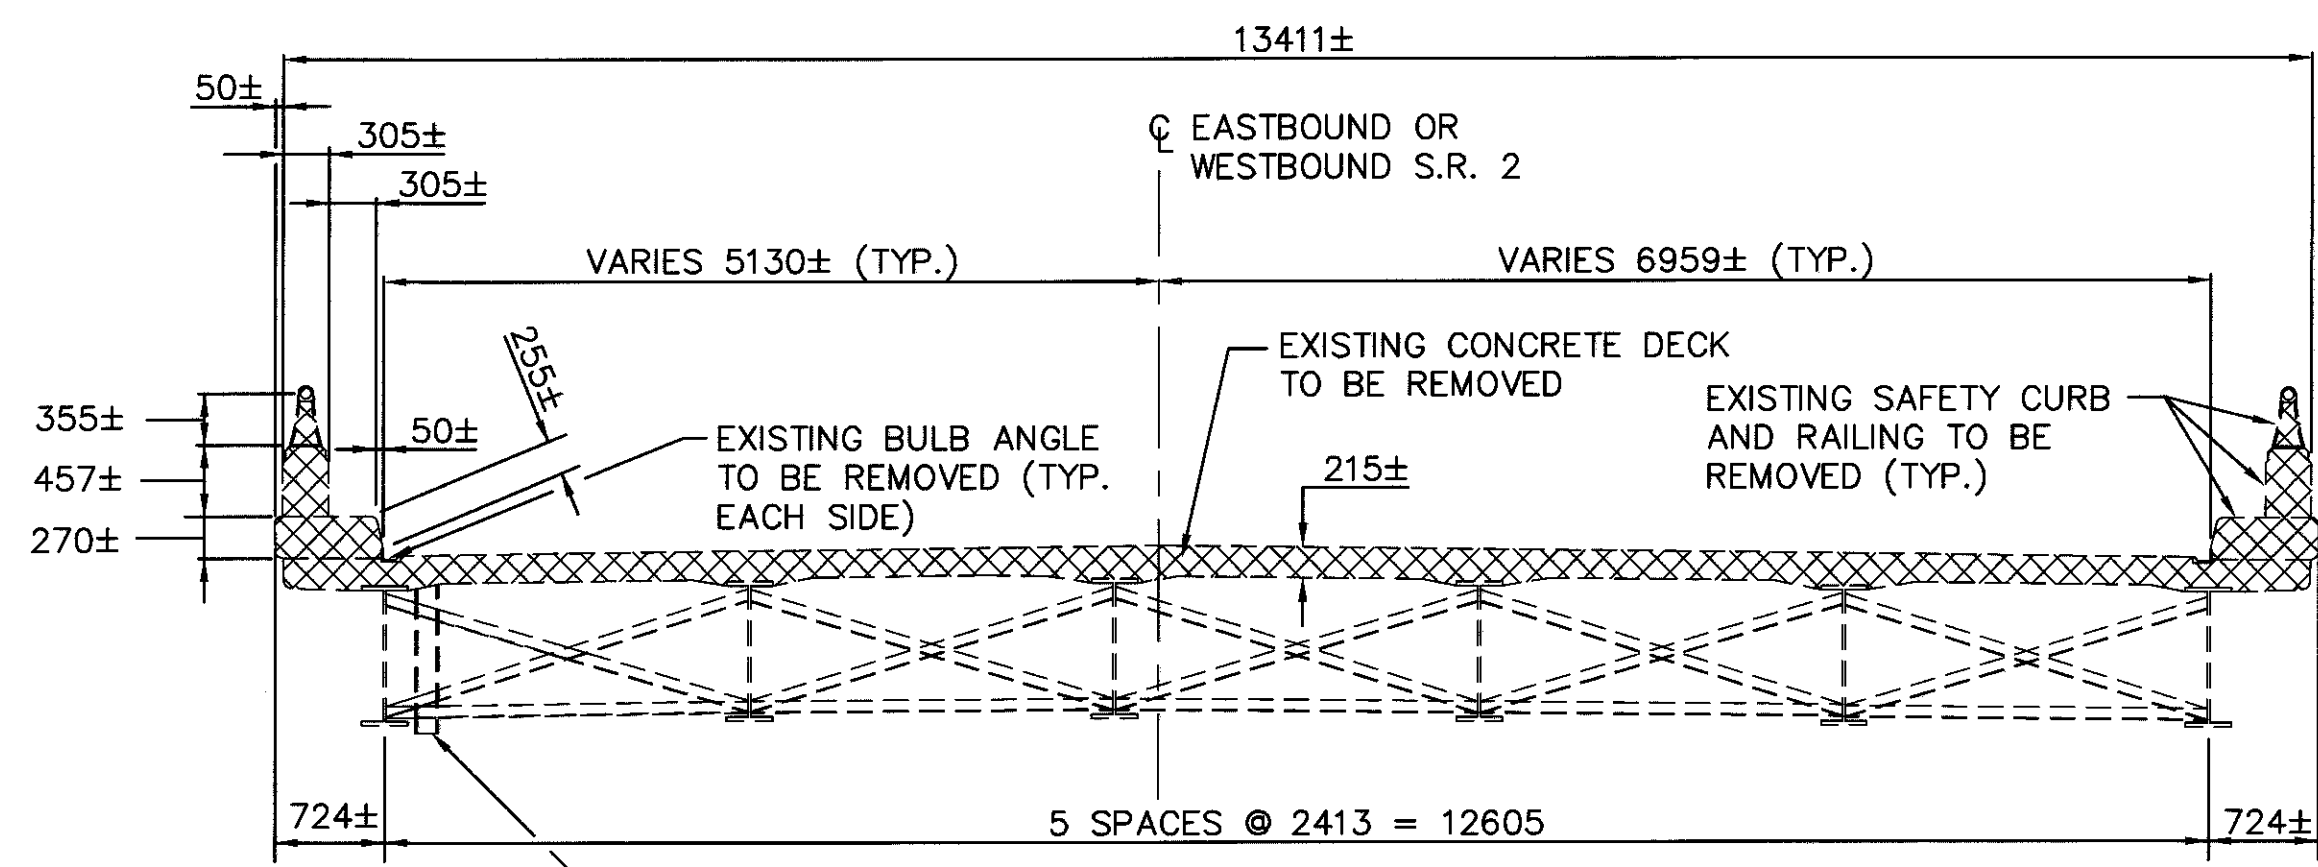 13411±
50±
305±
℄ EASTBOUND OR
WESTBOUND S.R. 2
305±
VARIES 5130± (TYP.)
VARIES 6959± (TYP.)
255±
EXISTING CONCRETE DECK
TO BE REMOVED
355±
50±
EXISTING BULB ANGLE
TO BE REMOVED (TYP.
EACH SIDE)
EXISTING SAFETY CURB
AND RAILING TO BE
REMOVED (TYP.)
457±
215±
270±
724±
5 SPACES @ 2413 = 12605
724±